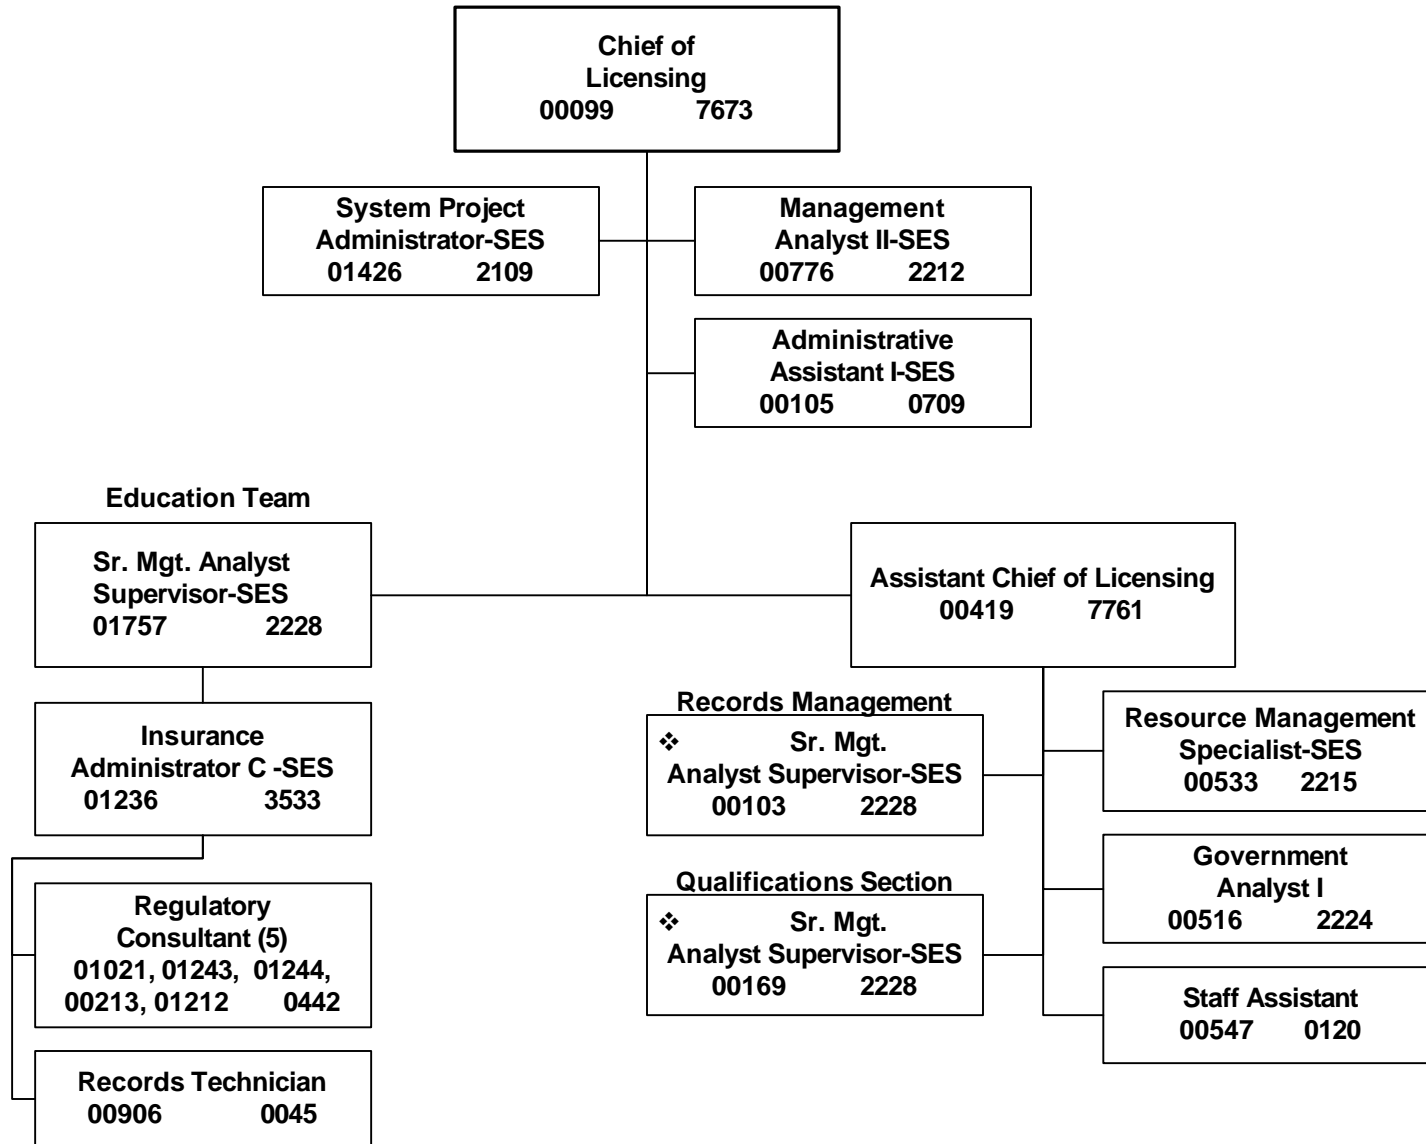 Chief of
Licensing
00099 7673
System Project
Administrator-SES
01426 2109
Management
Analyst II-SES
00776 2212
Administrative
Assistant I-SES
00105 0709
Education Team
Sr. Mgt. Analyst
Supervisor-SES
01757 2228
Assistant Chief of Licensing
00419 7761
Insurance
Administrator C -SES
01236 3533
Regulatory
Consultant (5)
01021, 01243, 01244,
00213, 01212 0442
Records Technician
00906 0045
Records Management
❖ Sr. Mgt.
Analyst Supervisor-SES
00103 2228
Qualifications Section
❖ Sr. Mgt.
Analyst Supervisor-SES
00169 2228
Resource Management
Specialist-SES
00533 2215
Government
Analyst I
00516 2224
Staff Assistant
00547 0120